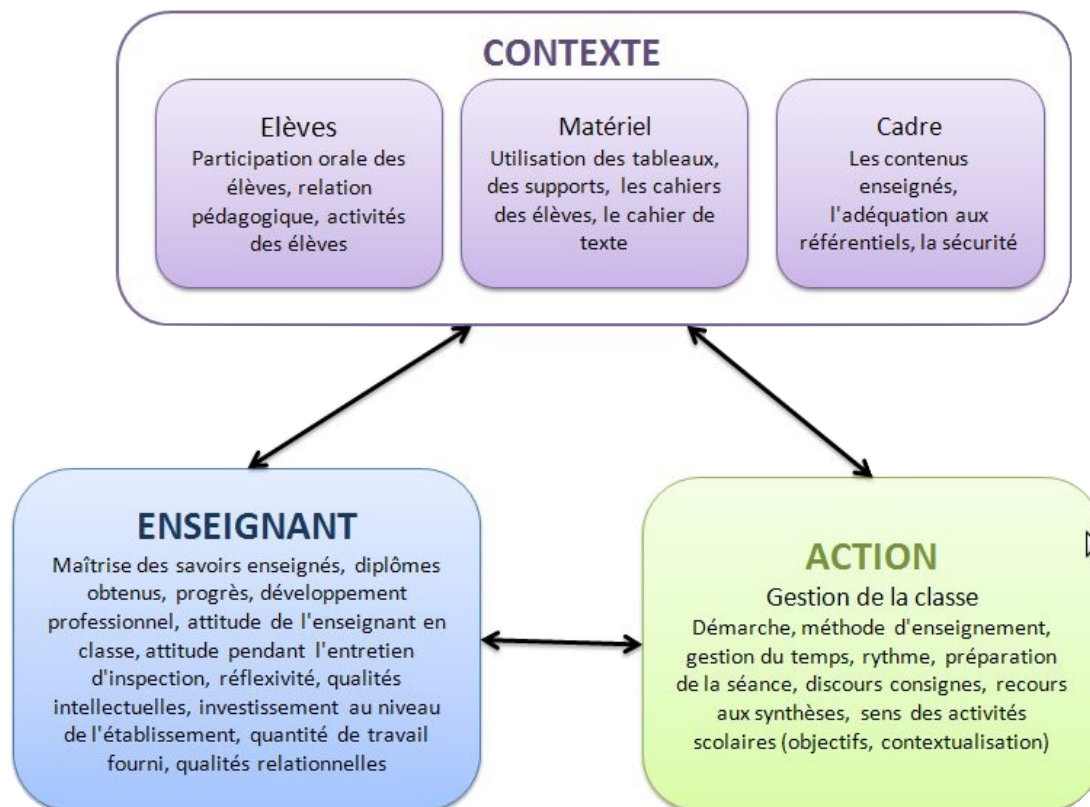 CONTEXTE
Elèves
Participation orale des
élèves, relation
pédagogique, activités
des élèves
Matériel
Utilisation des tableaux,
des supports, les cahiers
des élèves, le cahier de
texte
Cadre
Les contenus
enseignés,
l'adéquation aux
référentiels, la sécurité
ENSEIGNANT
Maîtrise des savoirs enseignés, diplômes
obtenus, progrès, développement
professionnel, attitude de l'enseignant en
classe, attitude pendant l'entretien
d'inspection, réflexivité, qualités
intellectuelles, investissement au niveau
de l'établissement, quantité de travail
fourni, qualités relationnelles
ACTION
Gestion de la classe
Démarche, méthode d'enseignement,
gestion du temps, rythme, préparation
de la séance, discours consignes, recours
aux synthèses, sens des activités
scolaires (objectifs, contextualisation)